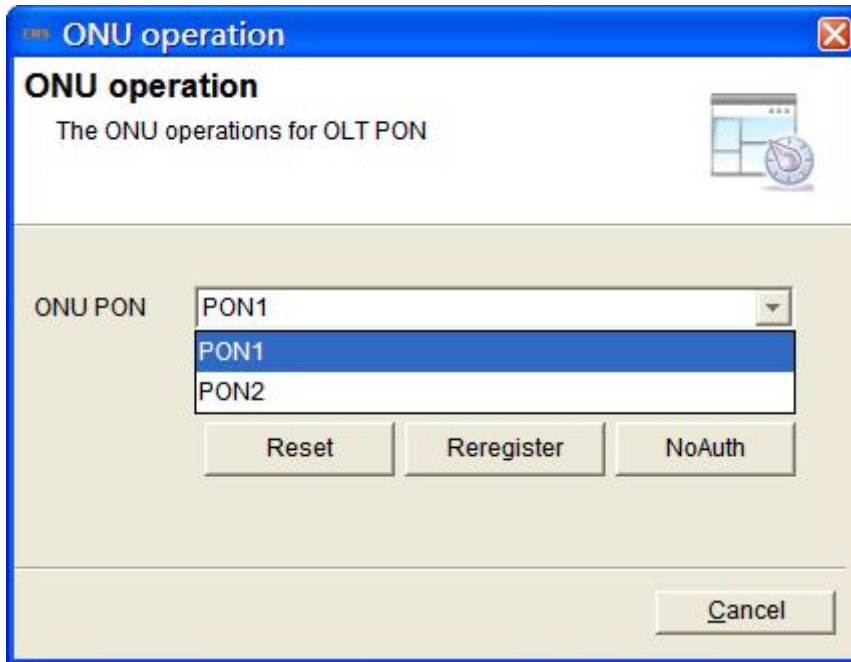 EMS ONU operation
ONU operation
The ONU operations for OLT PON
ONU PON PON1
PON1
PON2
Reset Reregister NoAuth
Cancel